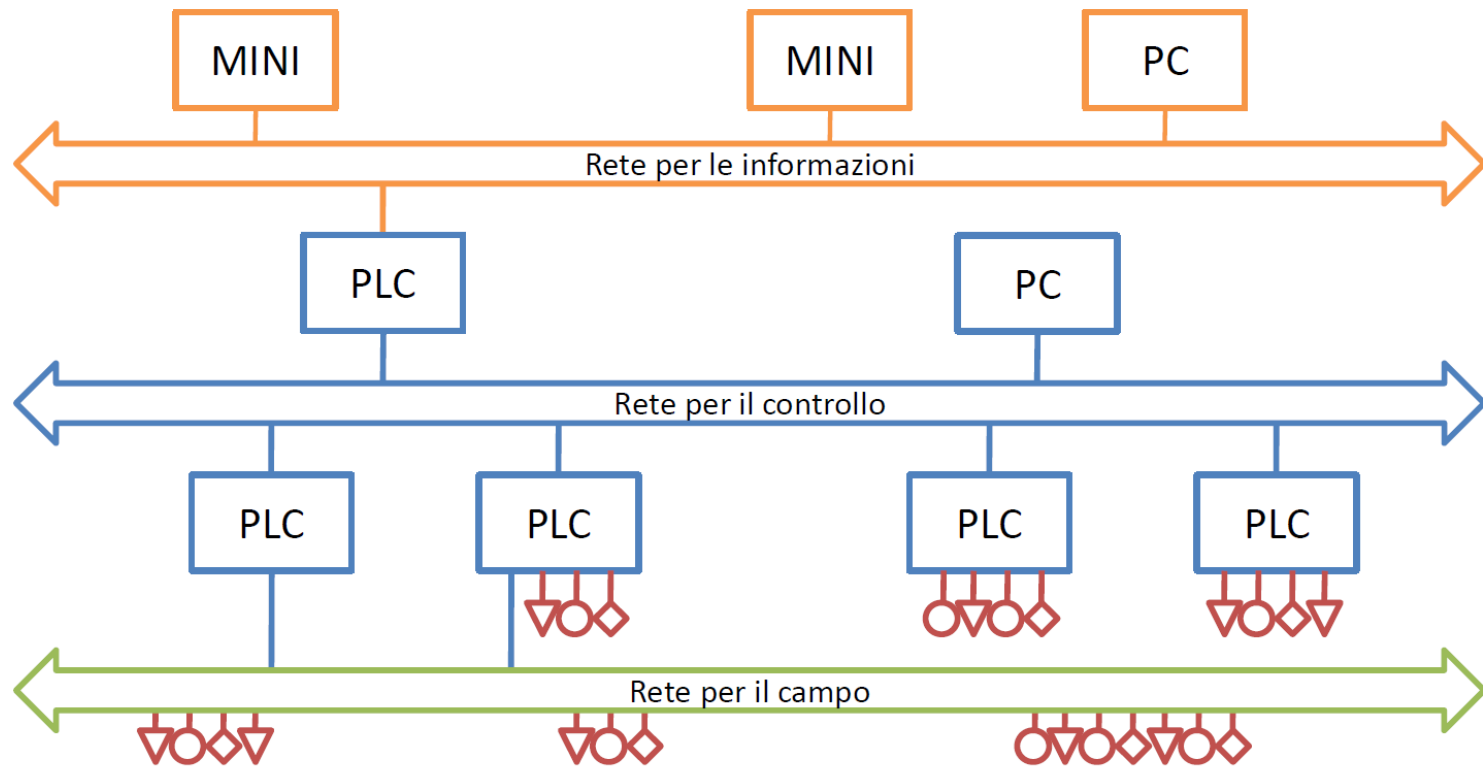 MINI
MINI
PC
Rete per le informazioni
PLC
PC
Rete per il controllo
PLC
PLC
PLC
PLC
Rete per il campo